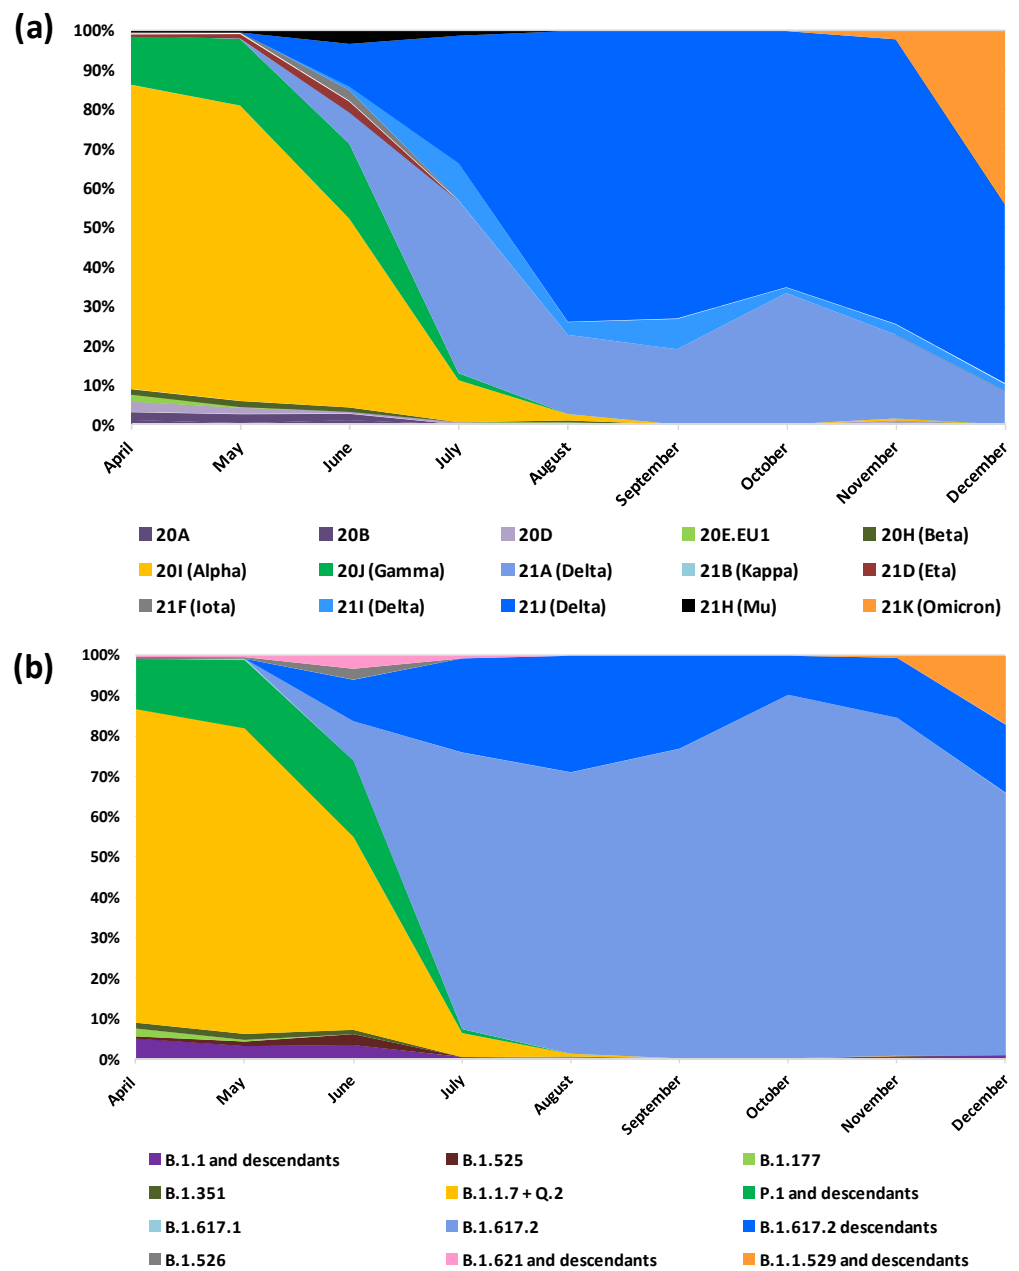 (a)
100%
90%
80%
70%
60%
50%
40%
30%
20%
10%
0%
April
May
June
July
August
September
October
November
December
20A
20B
20D
20E.EU1
20H (Beta)
20I (Alpha)
20J (Gamma)
21A (Delta)
21B (Kappa)
21D (Eta)
21F (Iota)
21I (Delta)
21J (Delta)
21H (Mu)
21K (Omicron)
(b)
100%
90%
80%
70%
60%
50%
40%
30%
20%
10%
0%
April
May
June
July
August
September
October
November
December
B.1.1 and descendants
B.1.525
B.1.177
B.1.351
B.1.1.7 + Q.2
P.1 and descendants
B.1.617.1
B.1.617.2
B.1.617.2 descendants
B.1.526
B.1.621 and descendants
B.1.1.529 and descendants